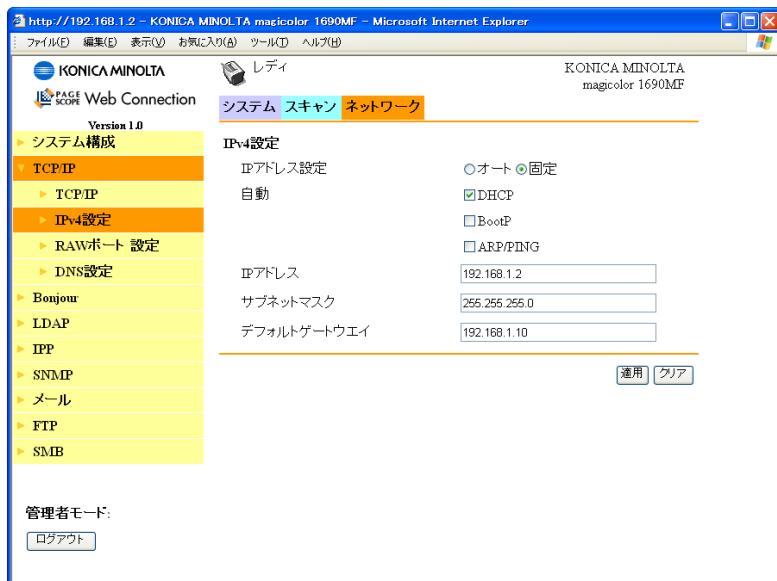 http://192.168.1.2 - KONICA MINOLTA magicolor 1690MF - Microsoft Internet Explorer
ファイル(F) 編集(E) 表示(V) お気に入り(A) ツール(T) ヘルプ(H)
KONICA MINOLTA
PAGE SCOPE Web Connection
Version 1.0
レディ
KONICA MINOLTA
magicolor 1690MF
システム スキャン ネットワーク
システム構成
TCP/IP
TCP/IP
IPv4設定
RAWポート 設定
DNS設定
Bonjour
LDAP
IPP
SNMP
メール
FTP
SMB
管理者モード:
ログアウト
IPv4設定
IPアドレス設定 オート 固定
自動 DHCP
BootP
ARP/PING
IPアドレス 192.168.1.2
サブネットマスク 255.255.255.0
デフォルトゲートウエイ 192.168.1.10
適用 クリア